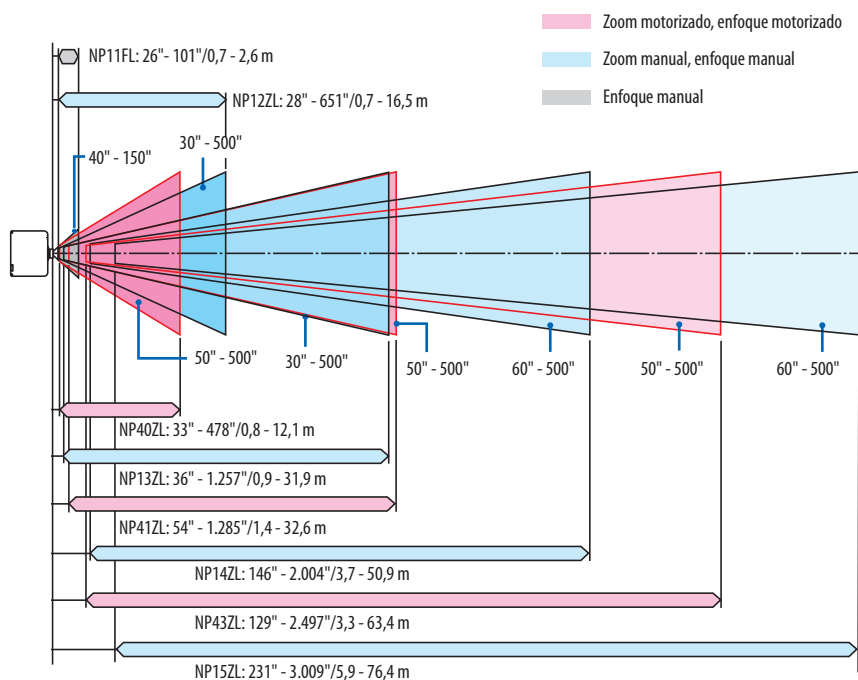 Zoom motorizado, enfoque motorizado
NP11FL: 26"- 101"/0,7 - 2,6 m
Zoom manual, enfoque manual
NP12ZL: 28" - 651"/0,7 - 16,5 m
Enfoque manual
30" - 500"
40" - 150"
50" - 500"
30" - 500"
50" - 500"
60" - 500"
50" - 500"
60" - 500"
NP40ZL: 33" - 478"/0,8 - 12,1 m
NP13ZL: 36" - 1.257"/0,9 - 31,9 m
NP41ZL: 54" - 1.285"/1,4 - 32,6 m
NP14ZL: 146" - 2.004"/3,7 - 50,9 m
NP43ZL: 129" - 2.497"/3,3 - 63,4 m
NP15ZL: 231" - 3.009"/5,9 - 76,4 m